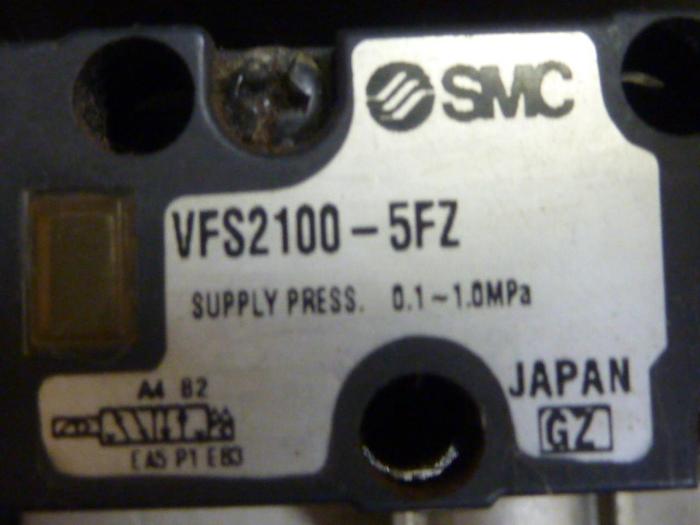 SMC
VFS2100-5FZ
SUPPLY PRESS. 0.1~1.0MPa
A4 B2
EA5 P1 EB3
JAPAN
GZ